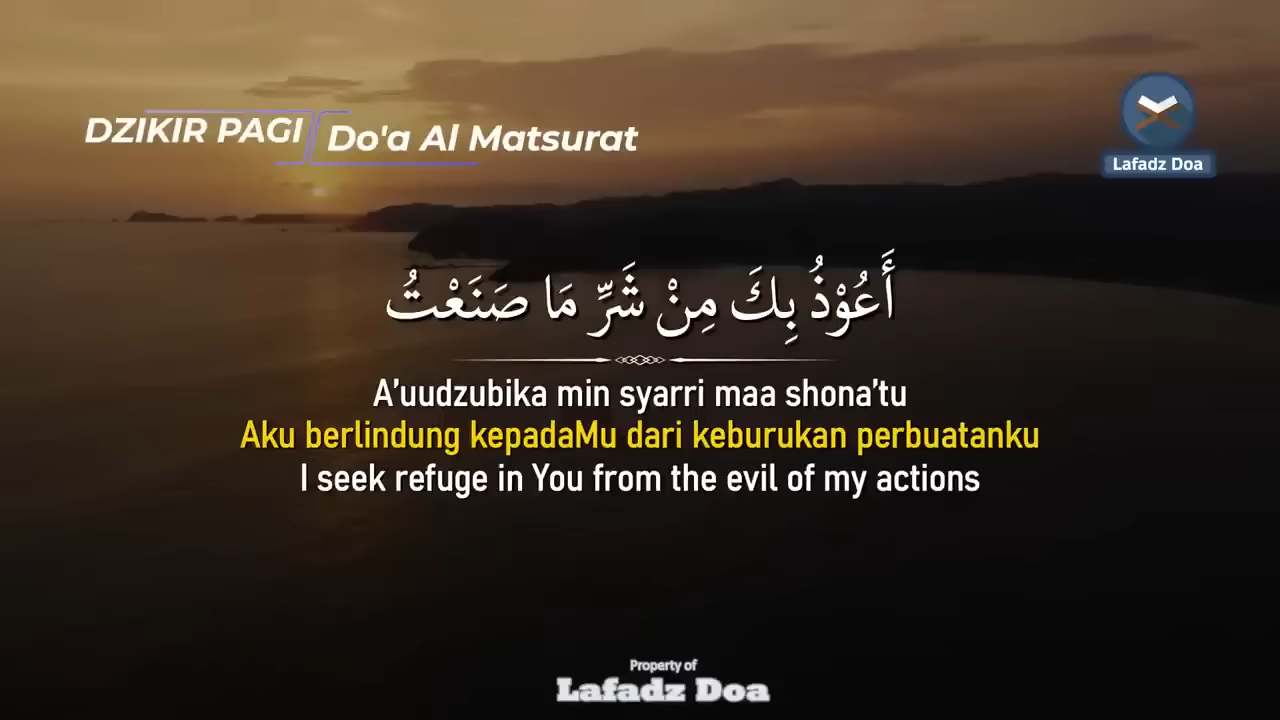 DZIKIR PAGI
Do'a Al Matsurat
Lafadz Doa
أَعُوْذُ بِكَ مِنْ شَرِّ مَا صَنَعْتُ
A’uudzubika min syarri maa shona’tu
Aku berlindung kepadaMu dari keburukan perbuatanku
I seek refuge in You from the evil of my actions
Property of
Lafadz Doa